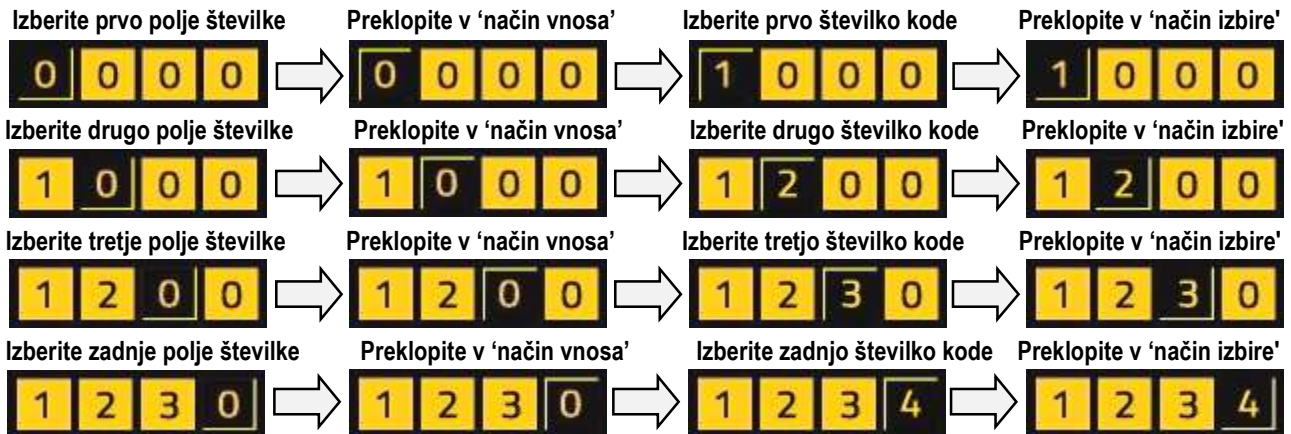 Izberite prvo polje številke Preklopite v ‘način vnosa’ Izberite prvo številko kode Preklopite v ‘način izbire'
0 0 0 0 0 0 0 0 1 0 0 0 1 0 0 0
Izberite drugo polje številke Preklopite v ‘način vnosa’ Izberite drugo številko kode Preklopite v ‘način izbire'
1 0 0 0 1 0 0 0 1 2 0 0 1 2 0 0
Izberite tretje polje številke Preklopite v ‘način vnosa’ Izberite tretjo številko kode Preklopite v ‘način izbire'
1 2 0 0 1 2 0 0 1 2 3 0 1 2 3 0
Izberite zadnje polje številke Preklopite v ‘način vnosa’ Izberite zadnjo številko kode Preklopite v ‘način izbire'
1 2 3 0 1 2 3 0 1 2 3 4 1 2 3 4